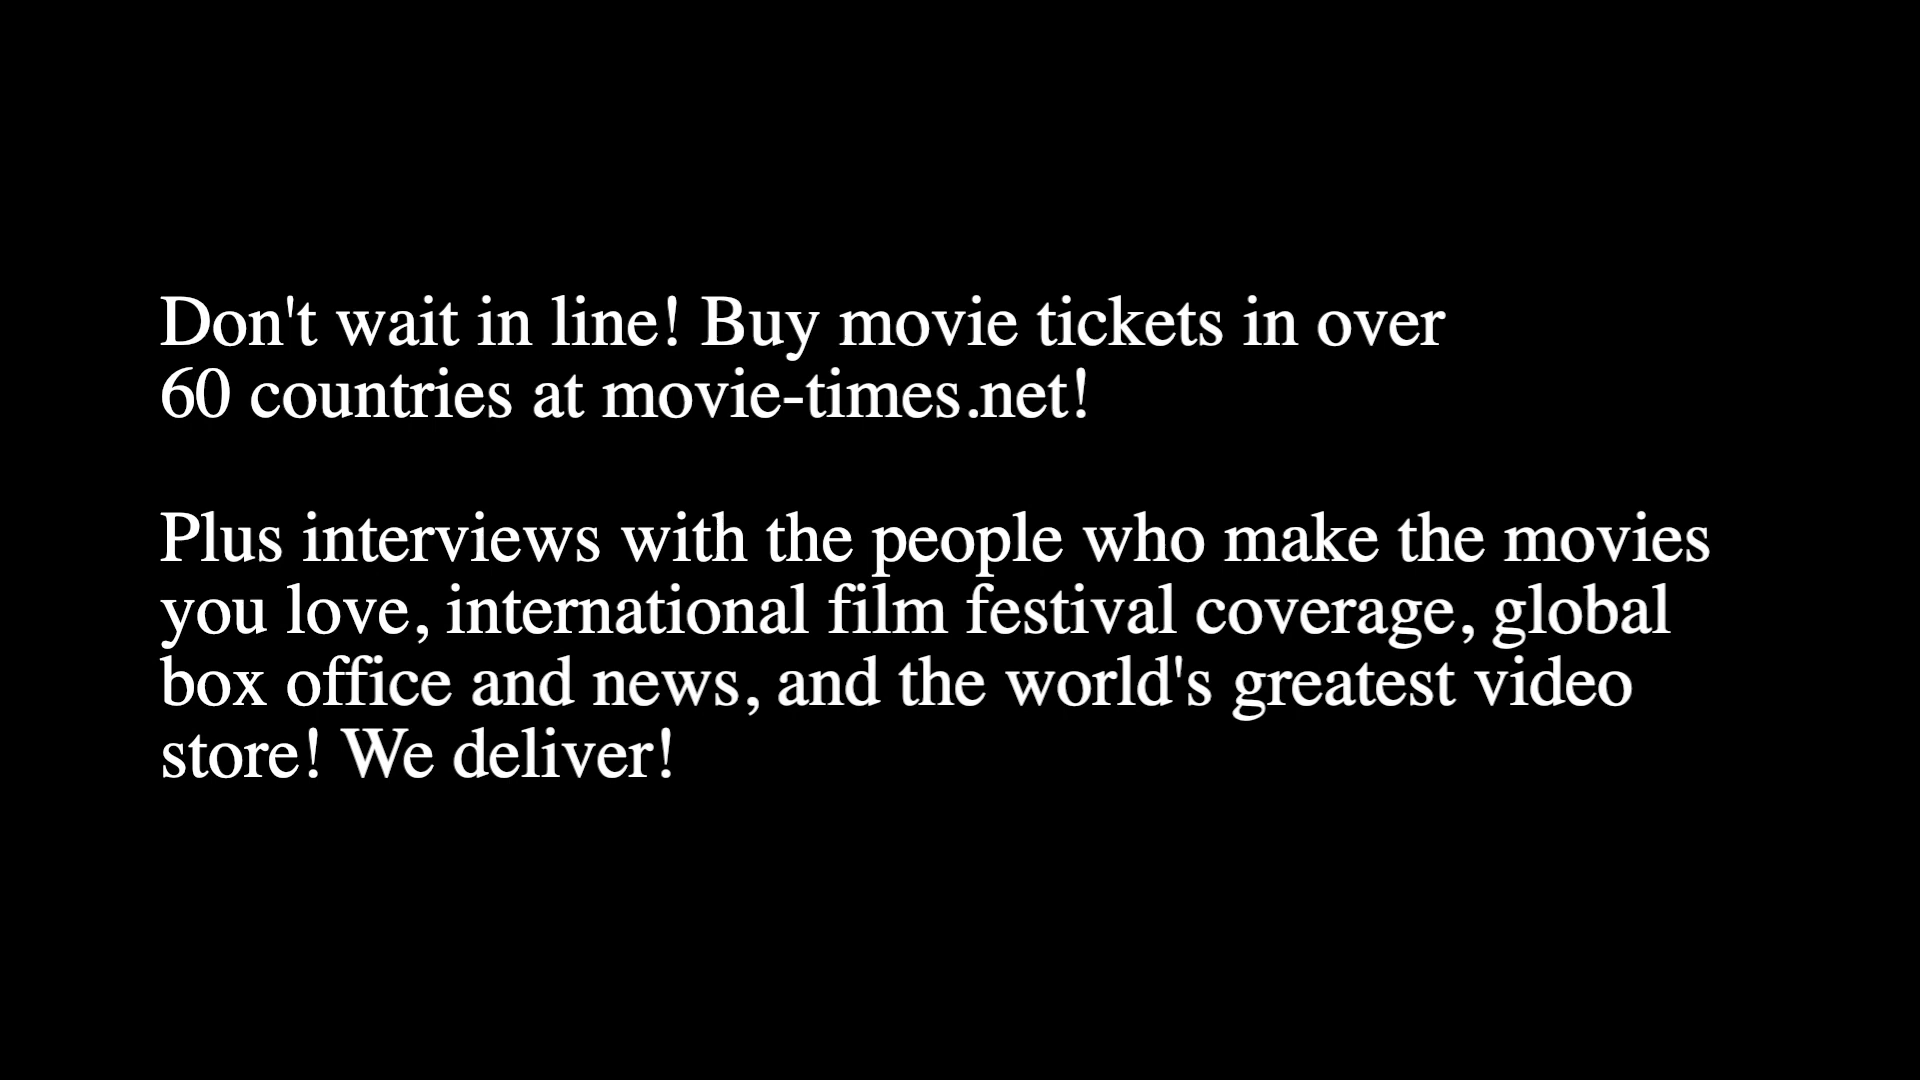 Don't wait in line! Buy movie tickets in over
60 countries at movie-times.net!
Plus interviews with the people who make the movies
you love, international film festival coverage, global
box office and news, and the world's greatest video
store! We deliver!